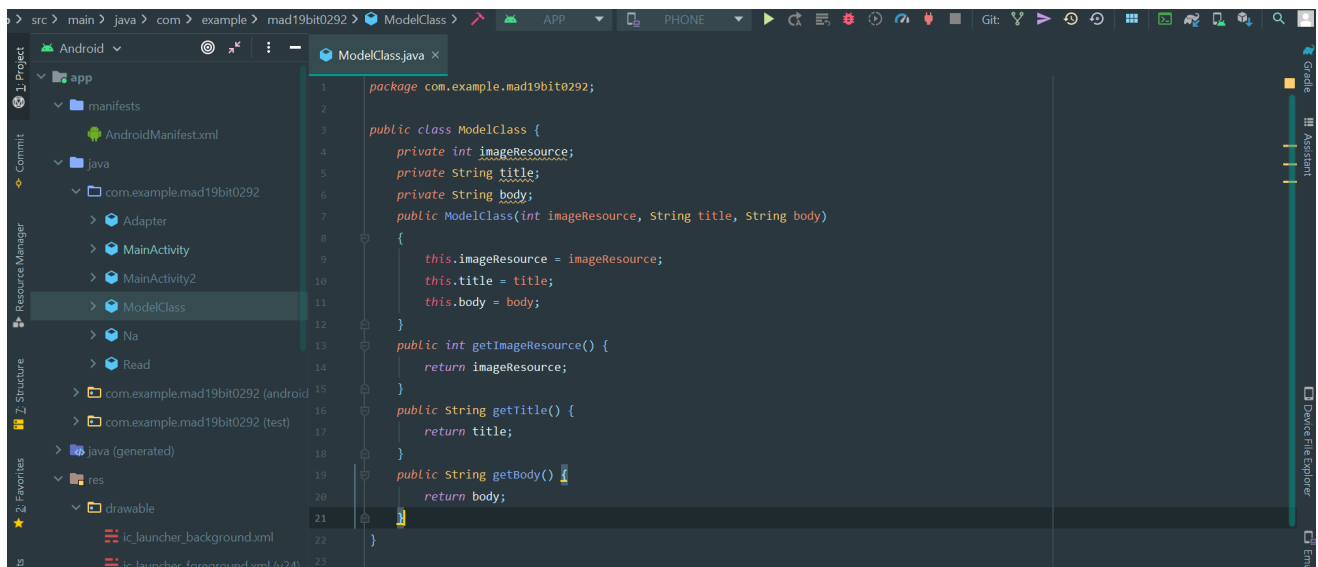 src > main > java > com > example > mad19bit0292 > ModelClass > APP PHONE Git:
Android
ModelClass.java ×
1: Project
Commit
Resource Manager
7: Structure
2: Favorites
app
manifests
AndroidManifest.xml
java
com.example.mad19bit0292
Adapter
MainActivity
MainActivity2
ModelClass
Na
Read
com.example.mad19bit0292 (android
com.example.mad19bit0292 (test)
java (generated)
res
drawable
ic_launcher_background.xml
ic_launcher_foreground.xml (v24)
1 package com.example.mad19bit0292;
2
3 public class ModelClass {
4 private int imageResource;
5 private String title;
6 private String body;
7 public ModelClass(int imageResource, String title, String body)
8 {
9 this.imageResource = imageResource;
10 this.title = title;
11 this.body = body;
12 }
13 public int getImageResource() {
14 return imageResource;
15 }
16 public String getTitle() {
17 return title;
18 }
19 public String getBody() {
20 return body;
21 }
22 }
23
Gradle
Assistant
Device File Explorer
Emu